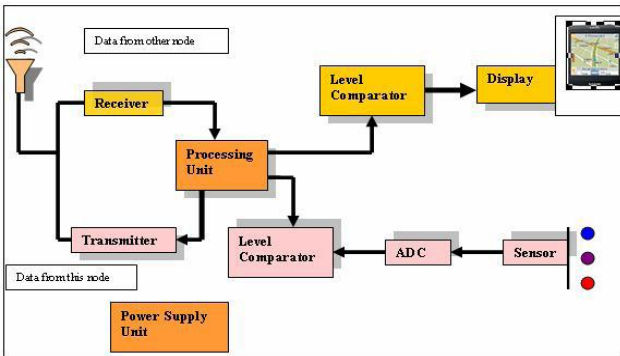 Data from other node
Receiver
Level
Comparator
Display
Processing
Unit
Transmitter
Level
Comparator
ADC
Sensor
Data from this node
Power Supply
Unit